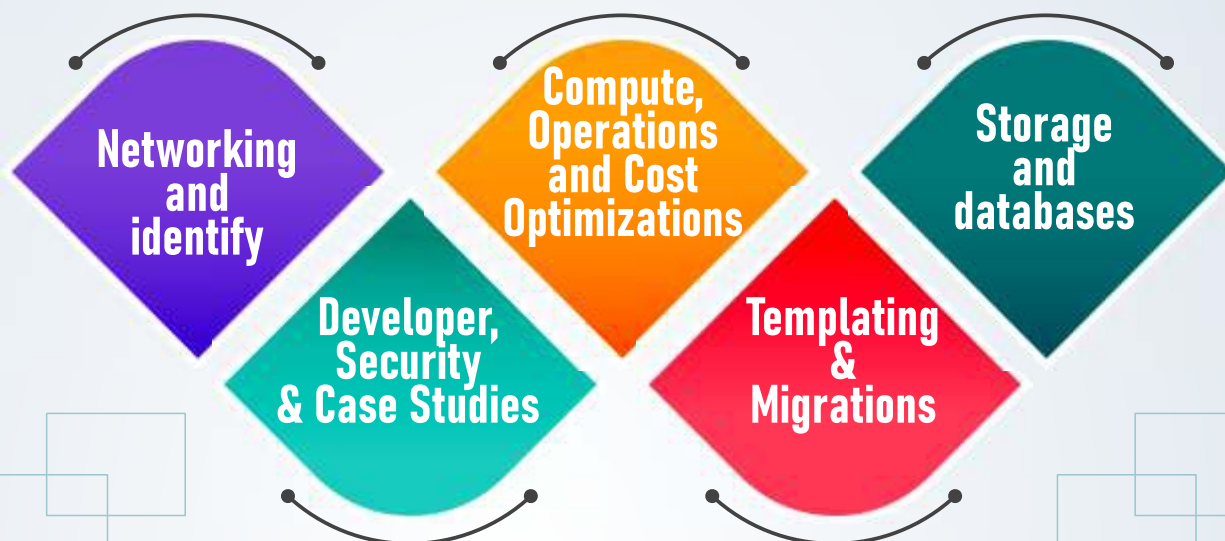 Networking
and
identify
Developer,
Security
& Case Studies
Compute,
Operations
and Cost
Optimizations
Templating
&
Migrations
Storage
and
databases